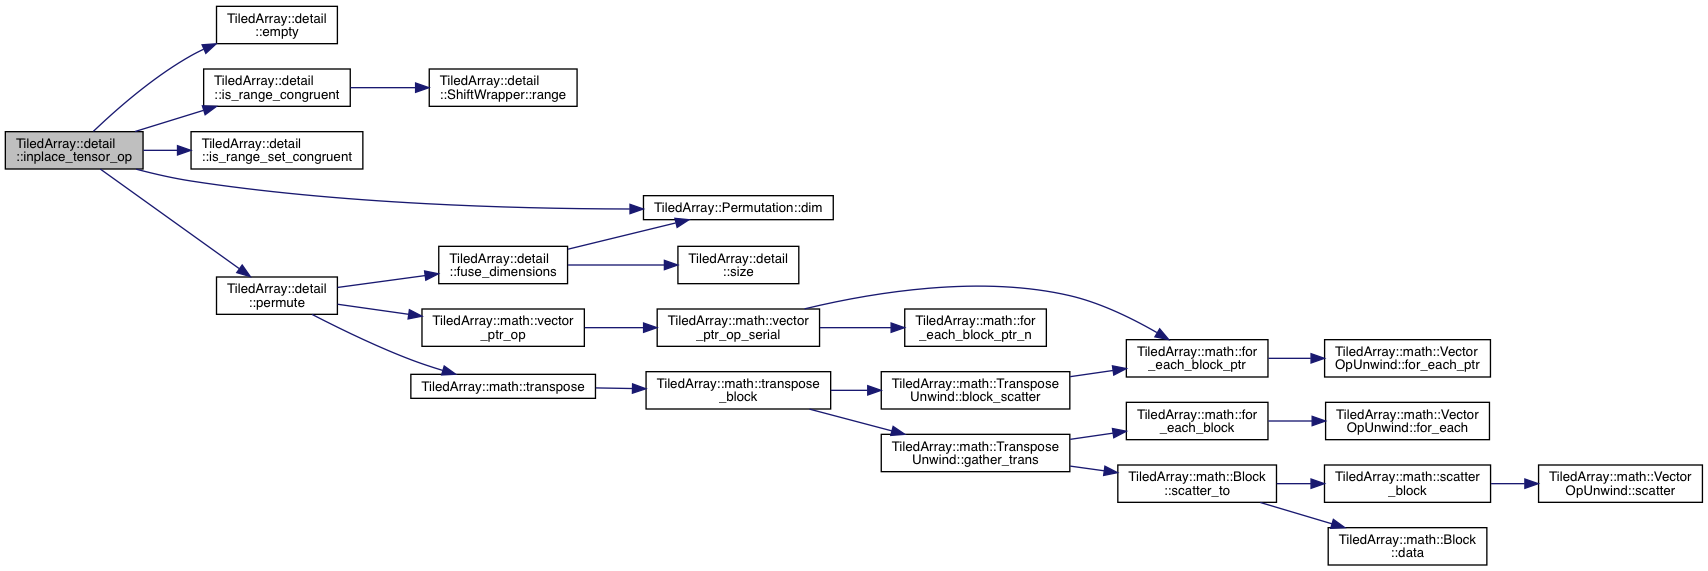 TiledArray::detail
::empty
TiledArray::detail
::is_range_congruent
TiledArray::detail
::ShiftWrapper::range
TiledArray::detail
::inplace_tensor_op
TiledArray::detail
::is_range_set_congruent
TiledArray::Permutation::dim
TiledArray::detail
::fuse_dimensions
TiledArray::detail
::size
TiledArray::detail
::permute
TiledArray::math::vector
_ptr_op
TiledArray::math::vector
_ptr_op_serial
TiledArray::math::for
_each_block_ptr_n
TiledArray::math::for
_each_block_ptr
TiledArray::math::Vector
OpUnwind::for_each_ptr
TiledArray::math::transpose
TiledArray::math::transpose
_block
TiledArray::math::Transpose
Unwind::block_scatter
TiledArray::math::for
_each_block
TiledArray::math::Vector
OpUnwind::for_each
TiledArray::math::Transpose
Unwind::gather_trans
TiledArray::math::Block
::scatter_to
TiledArray::math::scatter
_block
TiledArray::math::Vector
OpUnwind::scatter
TiledArray::math::Block
::data